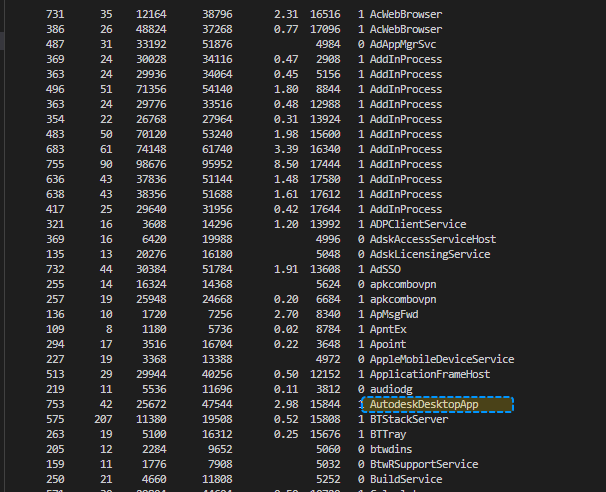 731 35 12164 38796 2.31 16516 1 AcWebBrowser
386 26 48824 37268 0.77 17096 1 AcWebBrowser
487 31 33192 51876 4984 0 AdAppMgrSvc
369 24 30028 34116 0.47 2908 1 AddInProcess
363 24 29936 34064 0.45 5156 1 AddInProcess
496 51 71356 54140 1.80 8844 1 AddInProcess
363 24 29776 33516 0.48 12988 1 AddInProcess
354 22 26768 27964 0.31 13924 1 AddInProcess
483 50 70120 53240 1.98 15600 1 AddInProcess
683 61 74148 61740 3.39 16340 1 AddInProcess
755 90 98676 95952 8.50 17444 1 AddInProcess
636 43 37836 51144 1.48 17580 1 AddInProcess
638 43 38356 51688 1.61 17612 1 AddInProcess
417 25 29640 31956 0.42 17644 1 AddInProcess
321 16 3608 14296 1.20 13992 1 ADPClientService
369 16 6420 19988 4996 0 AdskAccessServiceHost
135 13 20276 16180 5048 0 AdskLicensingService
732 44 30384 51784 1.91 13608 1 AdSSO
255 14 16324 14368 5624 0 apkcombovpn
257 19 25948 24668 0.20 6684 1 apkcombovpn
136 10 1720 7256 2.70 8340 1 ApMsgFwd
109 8 1180 5736 0.02 8784 1 ApntEx
294 17 3516 16704 0.22 3648 1 Apoint
227 19 3368 13388 4972 0 AppleMobileDeviceService
513 29 29944 40256 0.50 12152 1 ApplicationFrameHost
219 11 5536 11696 0.11 3812 0 audiodg
753 42 25672 47544 2.98 15844 1 AutodeskDesktopApp
575 207 11380 19508 0.52 15808 1 BTStackServer
263 19 5100 16312 0.25 15676 1 BTTray
205 12 2284 9652 5060 0 btwdins
159 11 1776 7908 5032 0 BtwRSupportService
250 21 4660 11808 5252 0 BuildService